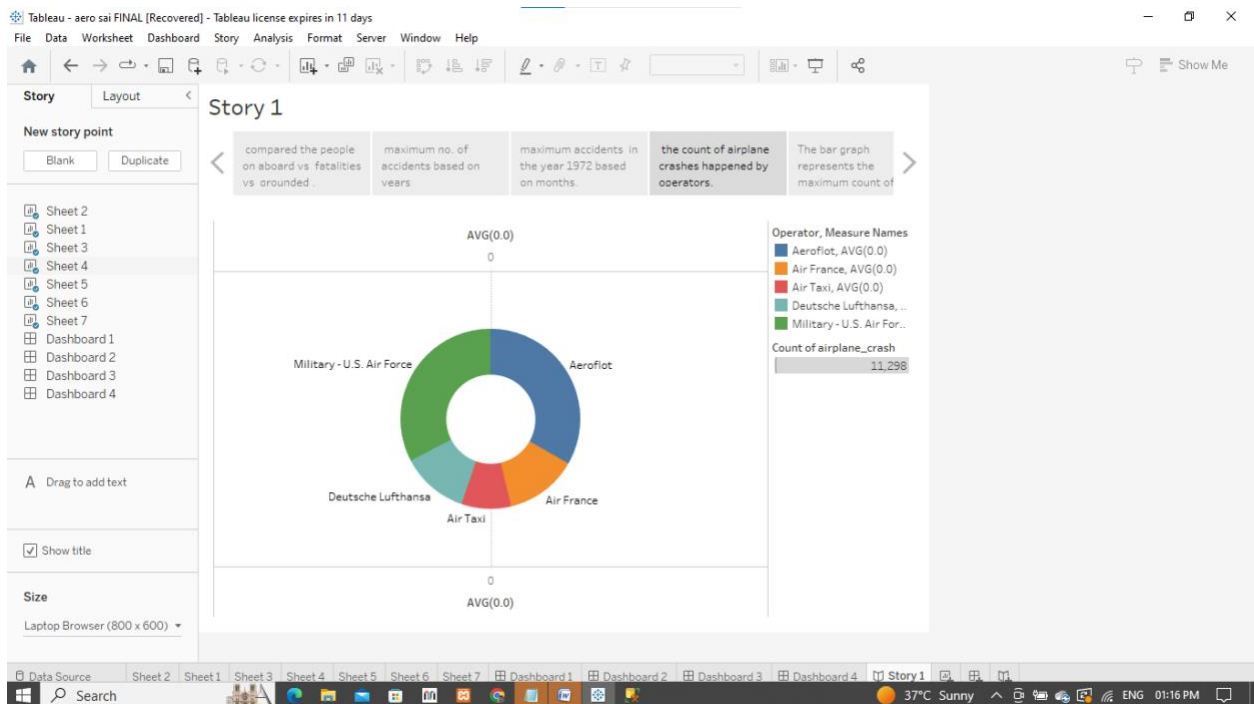 Tableau - aero sai FINAL [Recovered] - Tableau license expires in 11 days
File Data Worksheet Dashboard Story Analysis Format Server Window Help
Show Me
Story Layout
New story point
Blank Duplicate
Sheet 2
Sheet 1
Sheet 3
Sheet 4
Sheet 5
Sheet 6
Sheet 7
Dashboard 1
Dashboard 2
Dashboard 3
Dashboard 4
A Drag to add text
Show title
Size
Laptop Browser (800 x 600)
Story 1
compared the people
on aboard vs fatalities
vs grounded .
maximum no. of
accidents based on
years
maximum accidents in
the year 1972 based
on months.
the count of airplane
crashes happened by
operators.
The bar graph
represents the
maximum count of
AVG(0.0)
0
Military - U.S. Air Force
Aeroflot
Deutsche Lufthansa
Air France
Air Taxi
0
AVG(0.0)
Operator, Measure Names
Aeroflot, AVG(0.0)
Air France, AVG(0.0)
Air Taxi, AVG(0.0)
Deutsche Lufthansa, ..
Military - U.S. Air For..
Count of airplane_crash
11,298
Data Source Sheet 2 Sheet 1 Sheet 3 Sheet 4 Sheet 5 Sheet 6 Sheet 7 Dashboard 1 Dashboard 2 Dashboard 3 Dashboard 4 Story 1
Search
37°C Sunny ENG 01:16 PM